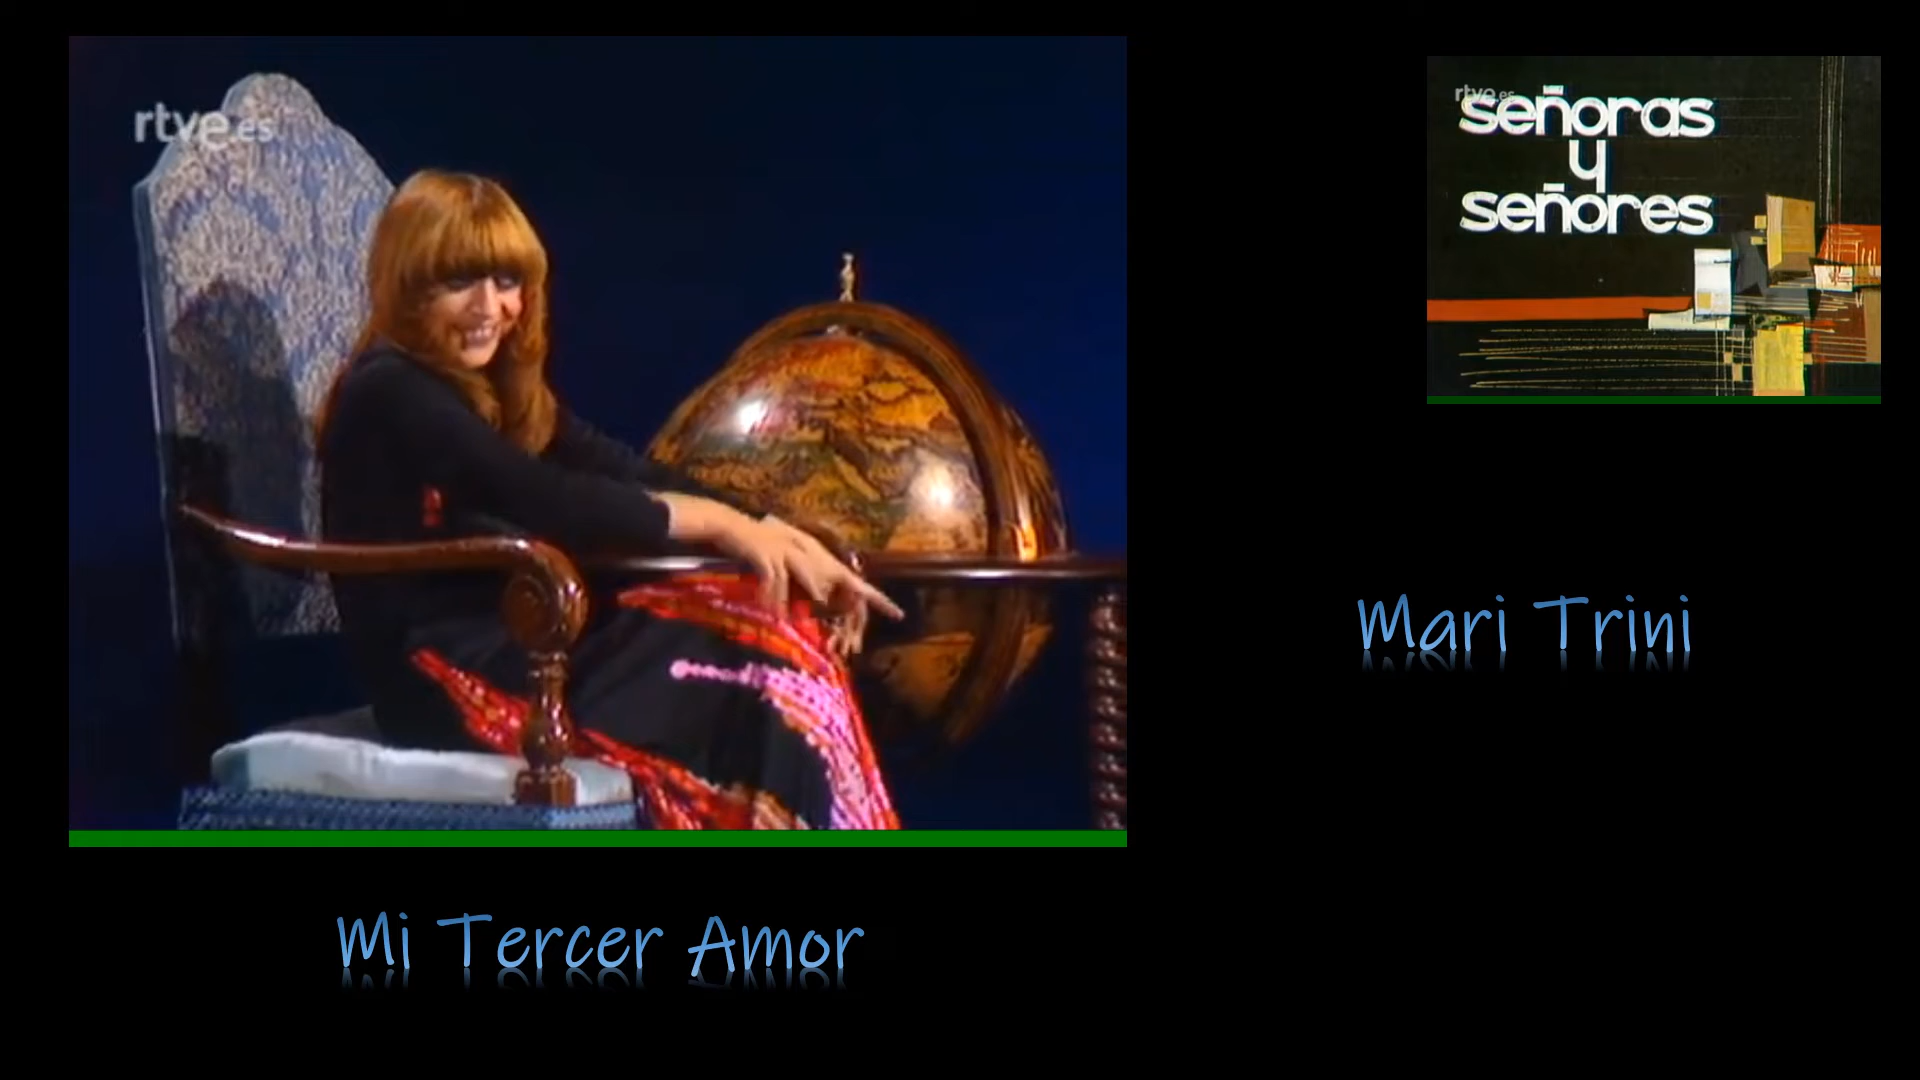 rtve.es
rtve.es
señoras
y
señores
Mari Trini
Mi Tercer Amor